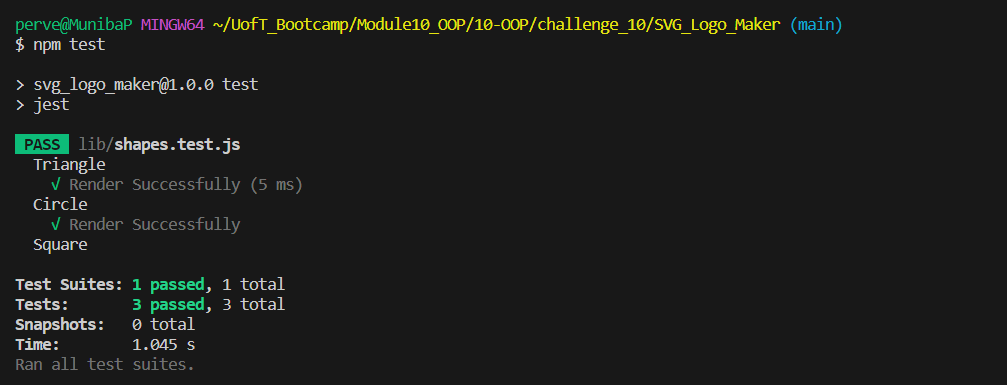 perve@MunibaP MINGW64 ~/UofT_Bootcamp/Module10_OOP/10-OOP/challenge_10/SVG_Logo_Maker (main)
$ npm test
> svg_logo_maker@1.0.0 test
> jest
PASS lib/shapes.test.js
Triangle
√ Render Successfully (5 ms)
Circle
√ Render Successfully
Square
Test Suites: 1 passed, 1 total
Tests: 3 passed, 3 total
Snapshots: 0 total
Time: 1.045 s
Ran all test suites.